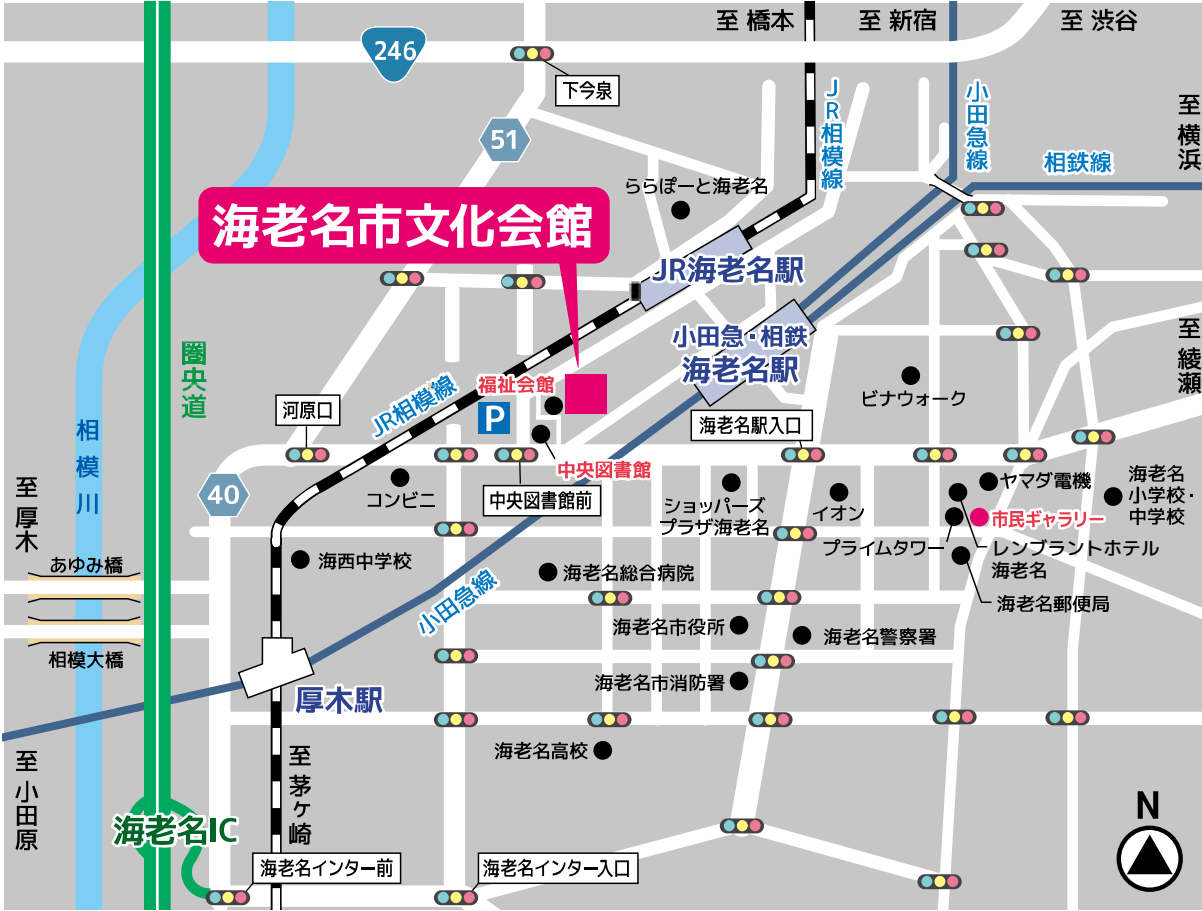 至 橋本
至 新宿
至 渋谷
246
下今泉
51
JR相模線
小田急線
至 横浜
相鉄線
ららぽーと海老名
海老名市文化会館
JR海老名駅
小田急・相鉄
海老名駅
至 綾瀬
圏央道
ビナウォーク
福祉会館
JR相模線
P
河原口
海老名駅入口
相模川
中央図書館
40
コンビニ
中央図書館前
至 厚木
ショッパーズ
プラザ海老名
イオン
ヤマダ電機
海老名
小学校・
中学校
市民ギャラリー
プライムタワー
レンブラントホテル
海老名
海老名郵便局
あゆみ橋
海西中学校
海老名総合病院
小田急線
海老名市役所
海老名警察署
相模大橋
厚木駅
海老名市消防署
海老名高校
至 小田原
至 茅ヶ崎
海老名IC
海老名インター前
海老名インター入口
N